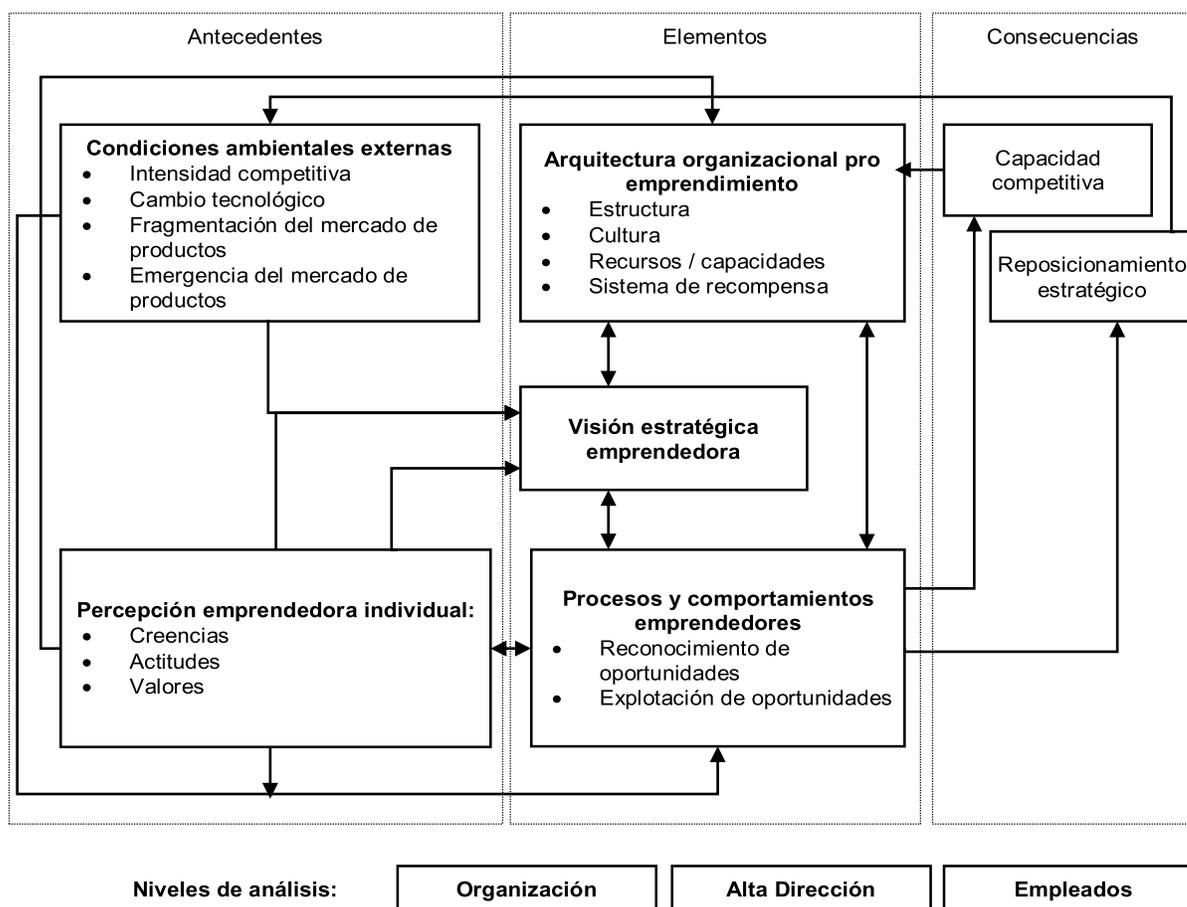 Antecedentes
Elementos
Consecuencias
Condiciones ambientales externas
• Intensidad competitiva
• Cambio tecnológico
• Fragmentación del mercado de
productos
• Emergencia del mercado de
productos
Arquitectura organizacional pro
emprendimiento
• Estructura
• Cultura
• Recursos / capacidades
• Sistema de recompensa
Capacidad
competitiva
Reposicionamiento
estratégico
Visión estratégica
emprendedora
Percepción emprendedora individual:
• Creencias
• Actitudes
• Valores
Procesos y comportamientos
emprendedores
• Reconocimiento de
oportunidades
• Explotación de oportunidades
Niveles de análisis:
Organización
Alta Dirección
Empleados